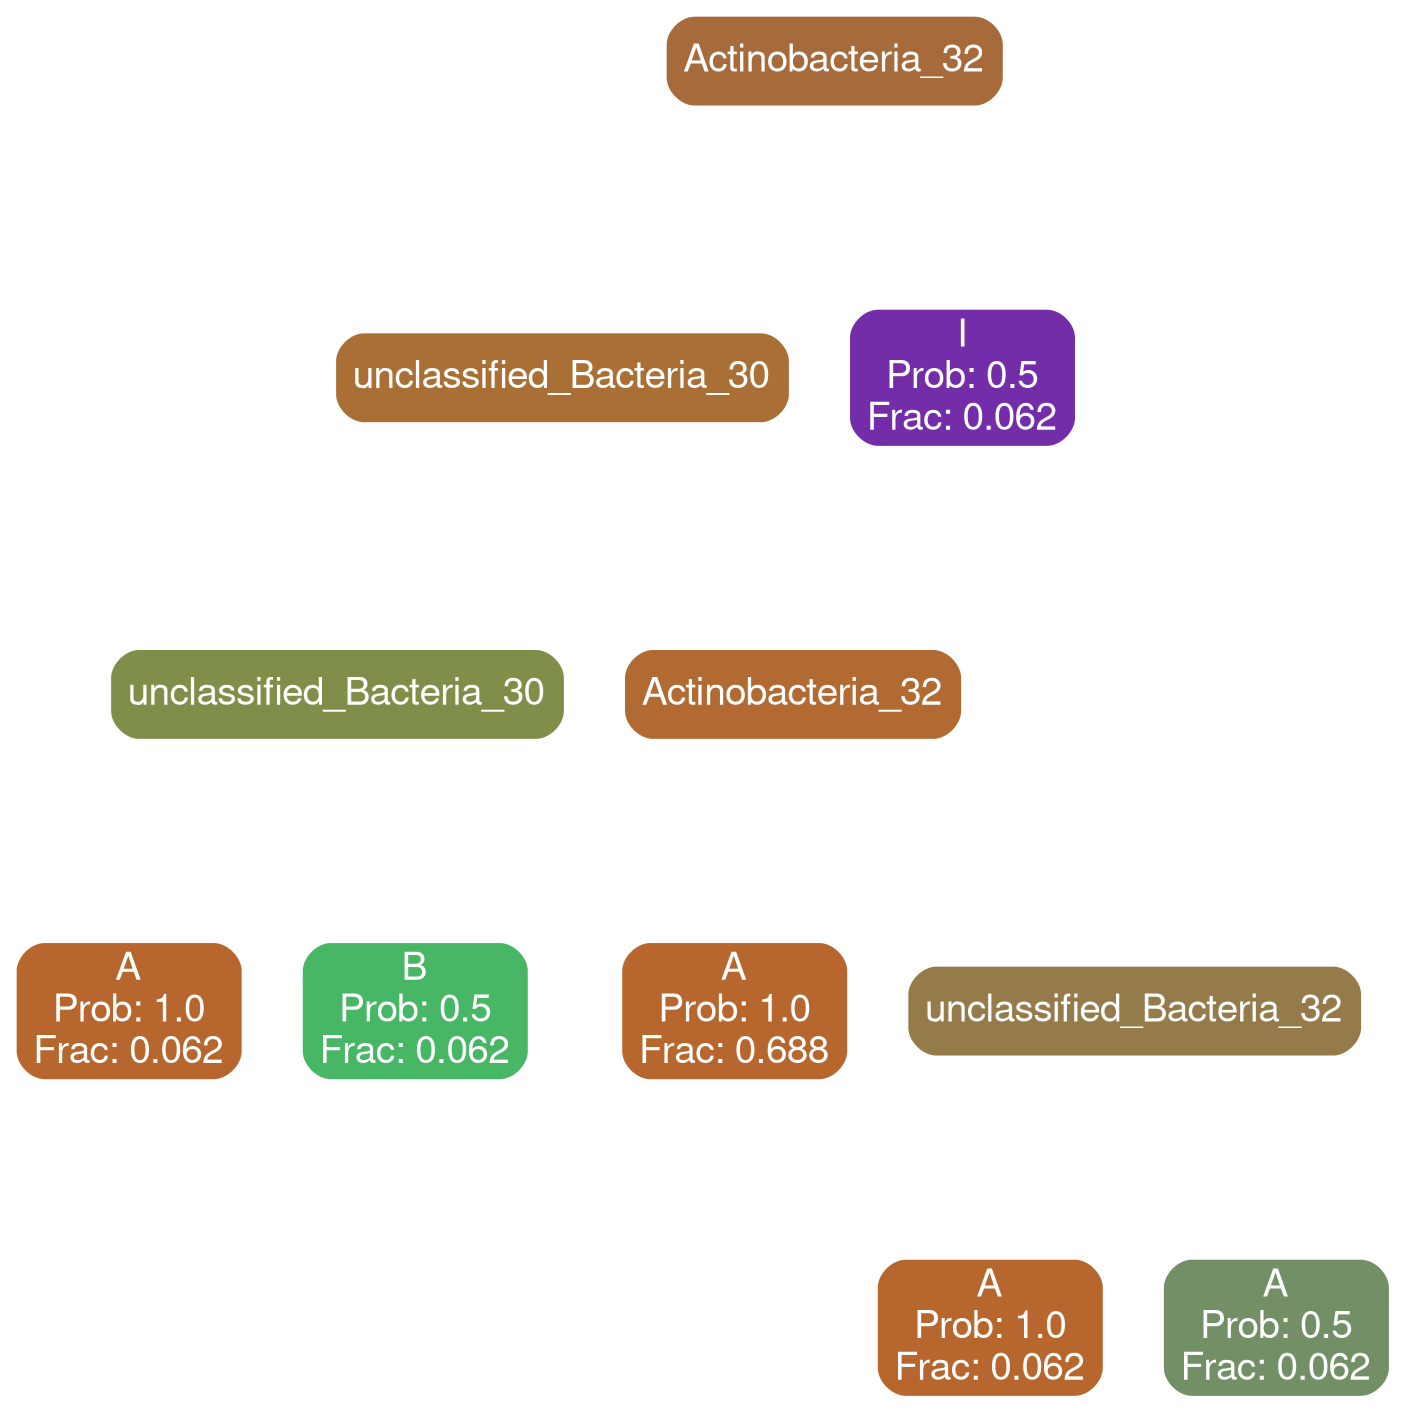 Actinobacteria_32
unclassified_Bacteria_30
I
Prob: 0.5
Frac: 0.062
unclassified_Bacteria_30
Actinobacteria_32
A
Prob: 1.0
Frac: 0.062
B
Prob: 0.5
Frac: 0.062
A
Prob: 1.0
Frac: 0.688
unclassified_Bacteria_32
A
Prob: 1.0
Frac: 0.062
A
Prob: 0.5
Frac: 0.062